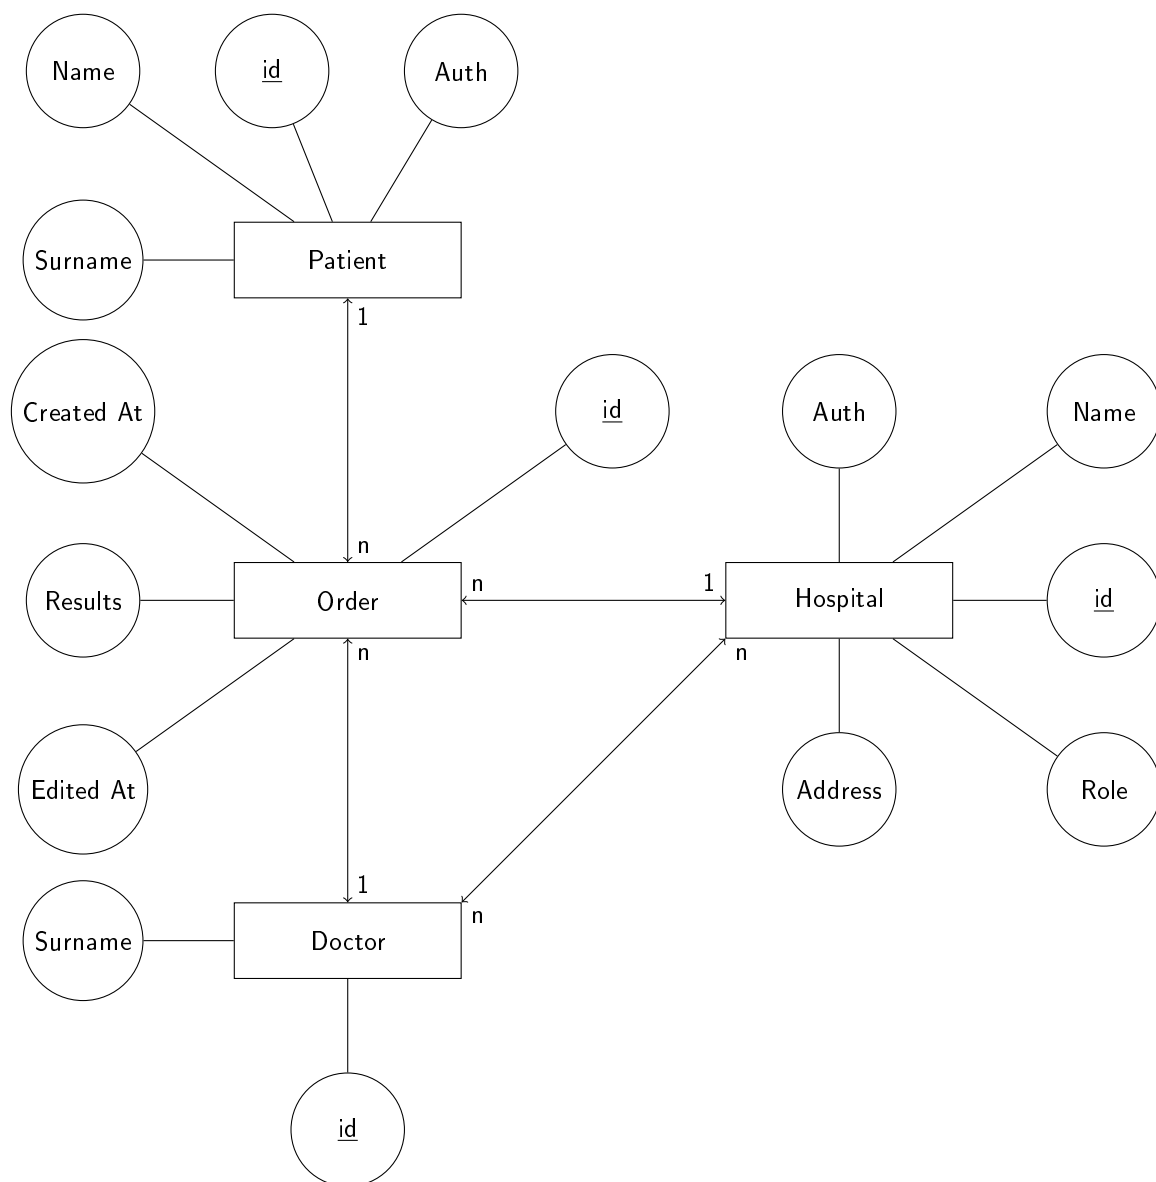 Name
id
Auth
Surname
Patient
1
Created At
id
Auth
Name
n
n
1
Results
Order
Hospital
id
n
n
Edited At
Address
Role
1
n
Surname
Doctor
id